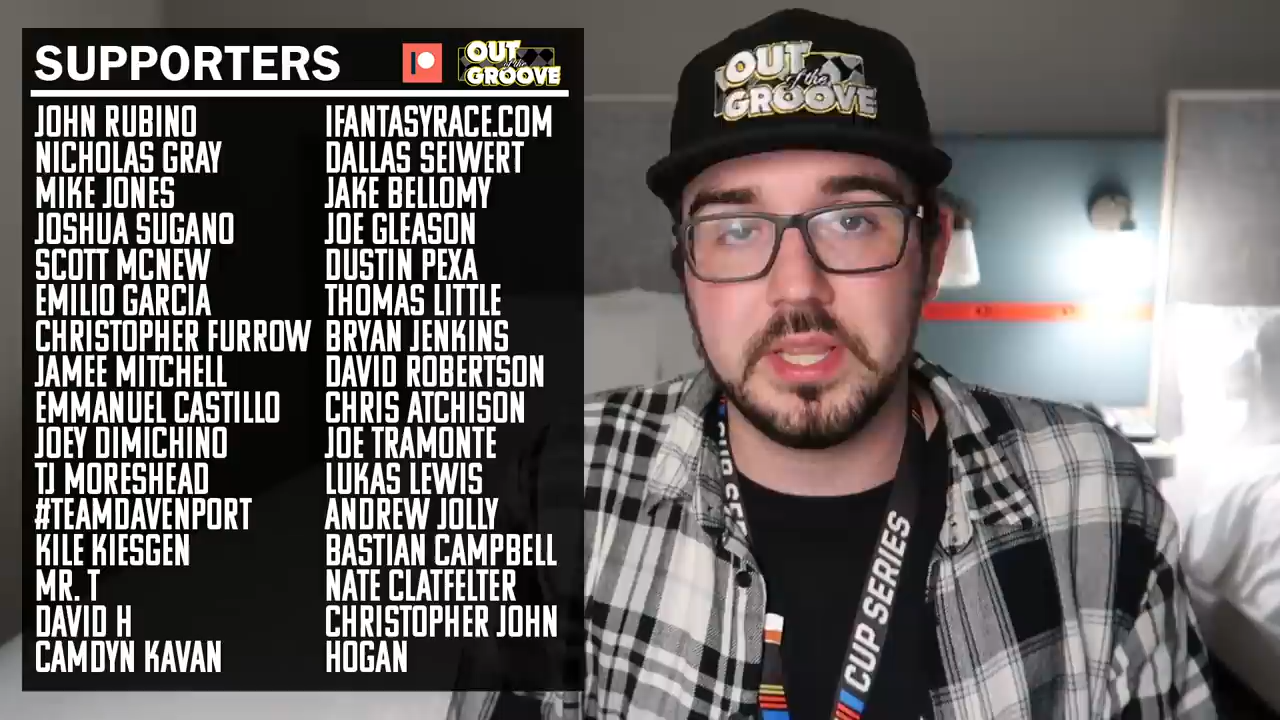 SUPPORTERS
OUT
of the
GROOVE
JOHN RUBINO
NICHOLAS GRAY
MIKE JONES
JOSHUA SUGANO
SCOTT MCNEW
EMILIO GARCIA
CHRISTOPHER FURROW
JAMEE MITCHELL
EMMANUEL CASTILLO
JOEY DIMICHINO
TJ MORESHEAD
#TEAMDAVENPORT
KILE KIESGEN
MR. T
DAVID H
CAMDYN KAVAN
IFANTASYRACE.COM
DALLAS SEIWERT
JAKE BELLOMY
JOE GLEASON
DUSTIN PEXA
THOMAS LITTLE
BRYAN JENKINS
DAVID ROBERTSON
CHRIS ATCHISON
JOE TRAMONTE
LUKAS LEWIS
ANDREW JOLLY
BASTIAN CAMPBELL
NATE CLATFELTER
CHRISTOPHER JOHN
HOGAN
OUT
of the
GROOVE
CUP SERIES